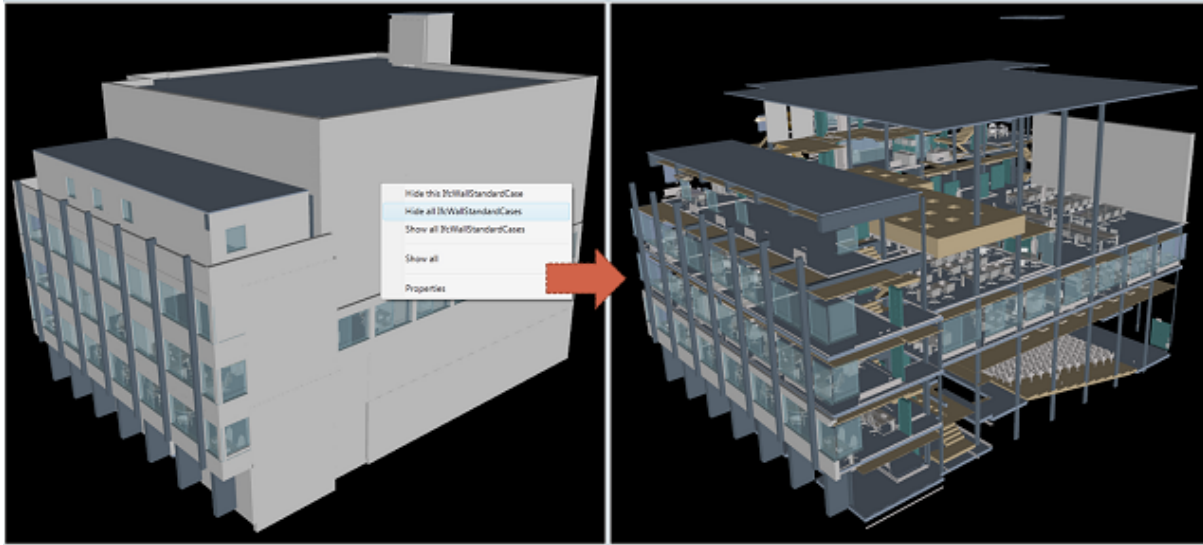 Hide this IfcWallStandardCase
Hide all IfcWallStandardCases
Show all IfcWallStandardCases
Show all
Properties